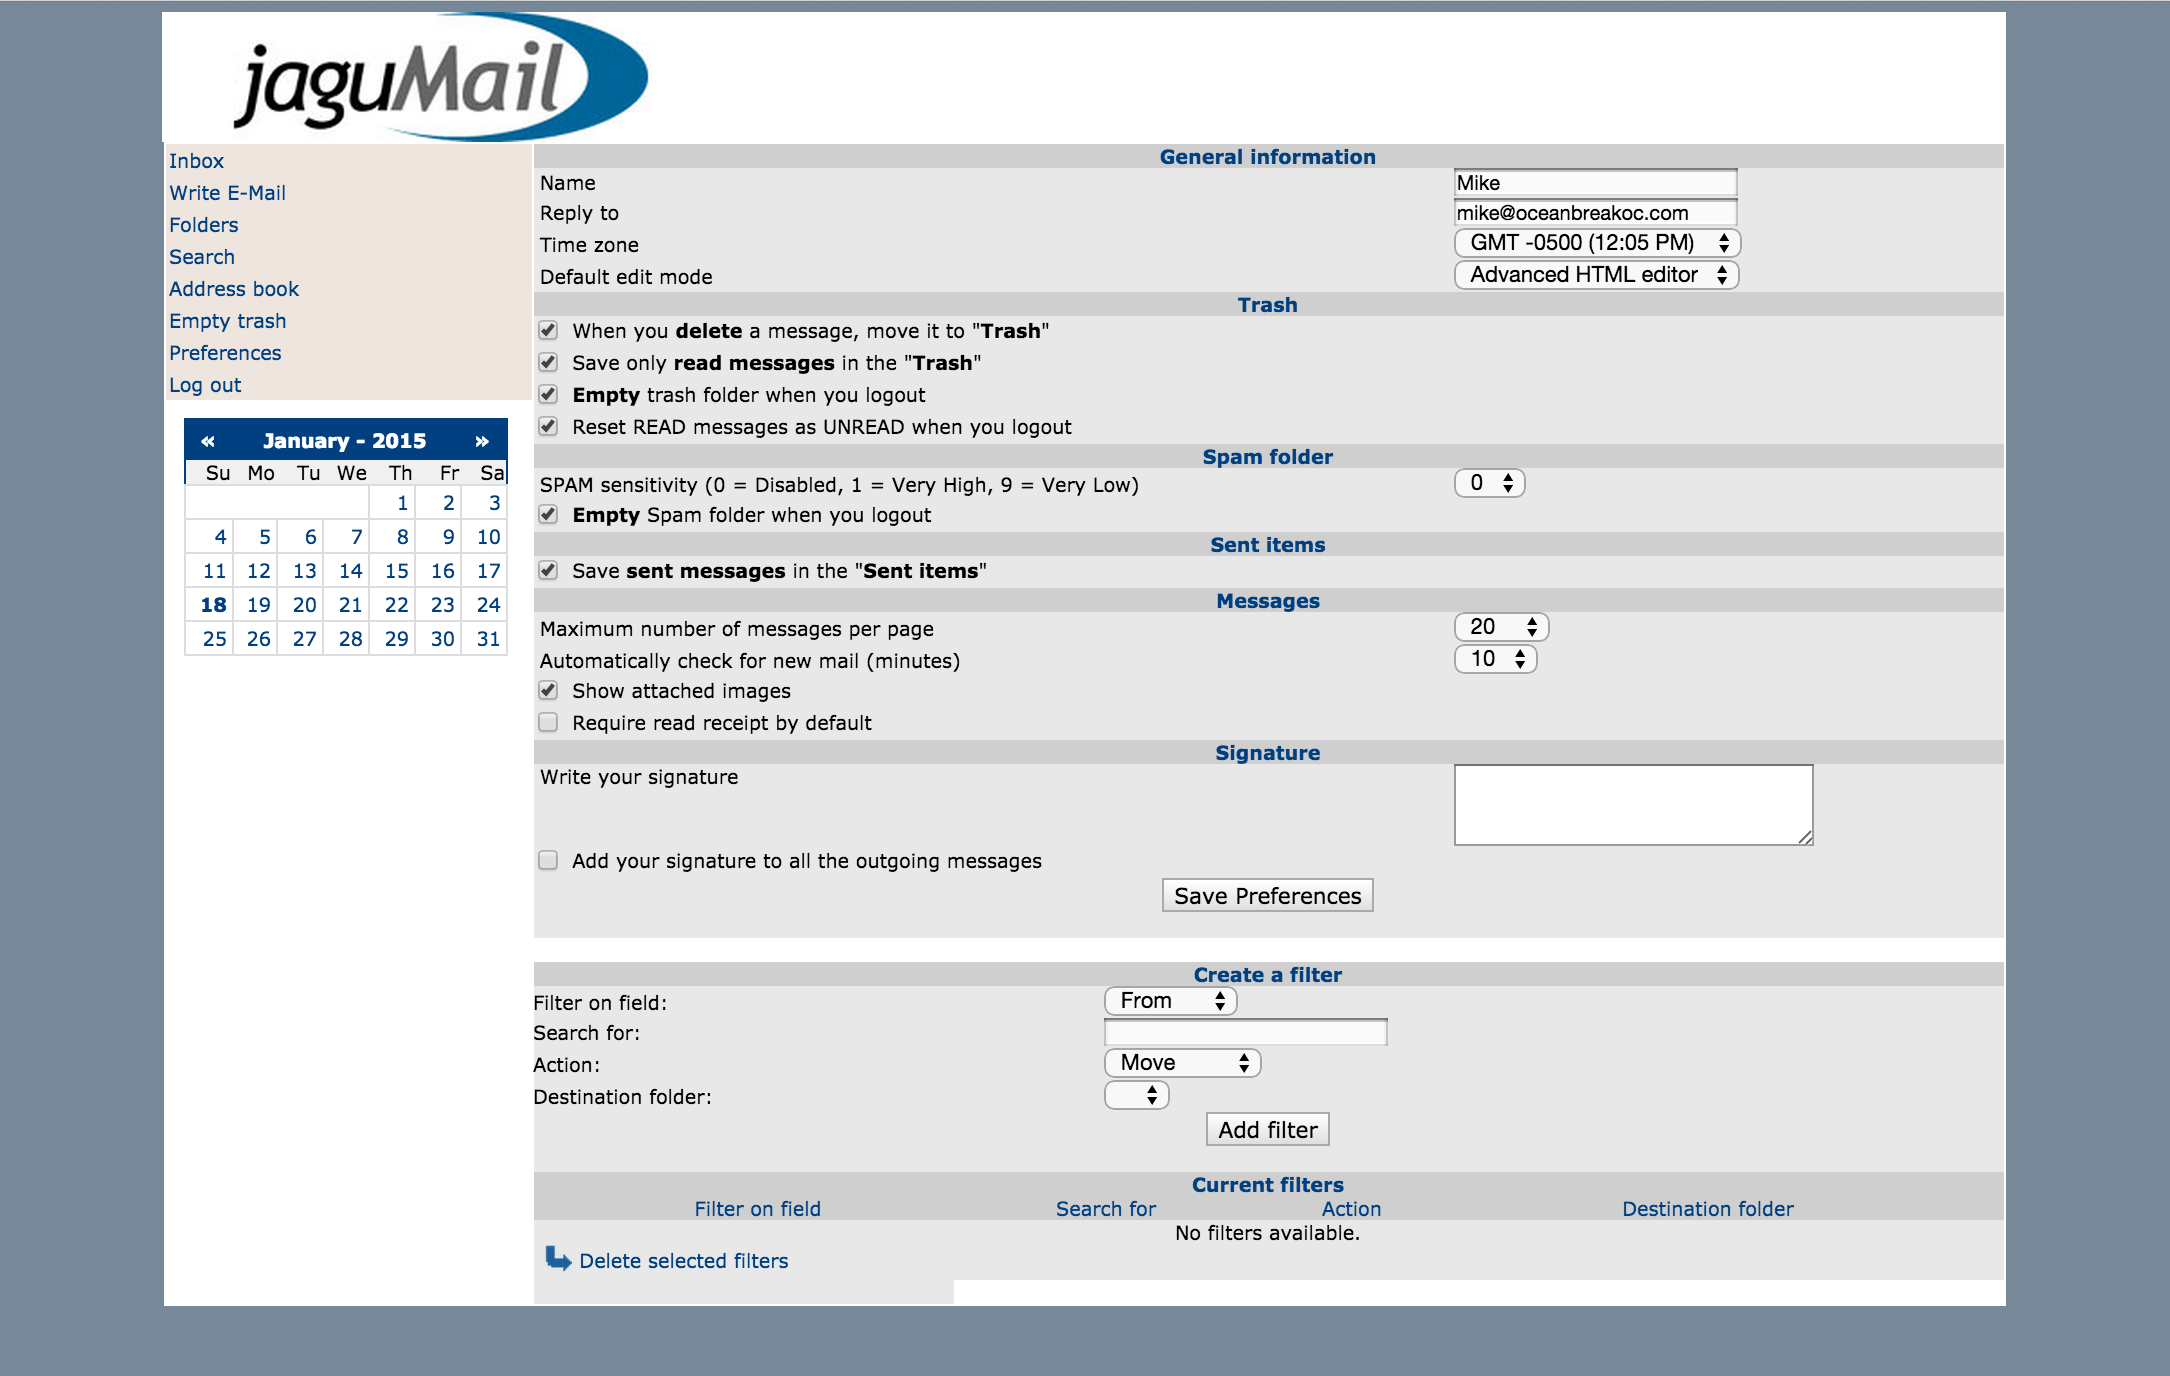 jaguMail
Inbox
Write E-Mail
Folders
Search
Address book
Empty trash
Preferences
Log out
« January - 2015 »
Su Mo Tu We Th Fr Sa
1 2 3
4 5 6 7 8 9 10
11 12 13 14 15 16 17
18 19 20 21 22 23 24
25 26 27 28 29 30 31
General information
Name Mike
Reply to mike@oceanbreakoc.com
Time zone GMT -0500 (12:05 PM)
Default edit mode Advanced HTML editor
Trash
When you delete a message, move it to "Trash"
Save only read messages in the "Trash"
Empty trash folder when you logout
Reset READ messages as UNREAD when you logout
Spam folder
SPAM sensitivity (0 = Disabled, 1 = Very High, 9 = Very Low) 0
Empty Spam folder when you logout
Sent items
Save sent messages in the "Sent items"
Messages
Maximum number of messages per page 20
Automatically check for new mail (minutes) 10
Show attached images
Require read receipt by default
Signature
Write your signature
Add your signature to all the outgoing messages
Save Preferences
Create a filter
Filter on field: From
Search for:
Action: Move
Destination folder:
Add filter
Current filters
Filter on field Search for Action Destination folder
No filters available.
Delete selected filters